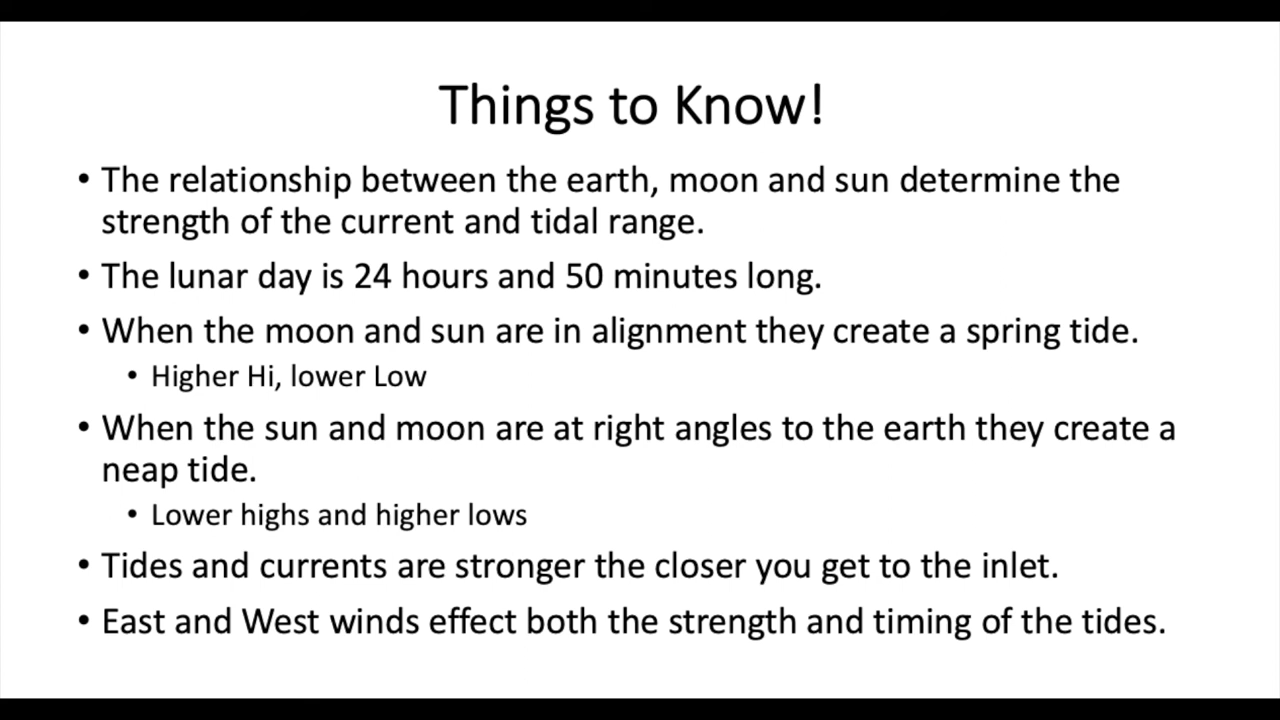 Things to Know!
• The relationship between the earth, moon and sun determine the
strength of the current and tidal range.
• The lunar day is 24 hours and 50 minutes long.
• When the moon and sun are in alignment they create a spring tide.
• Higher Hi, lower Low
• When the sun and moon are at right angles to the earth they create a
neap tide.
• Lower highs and higher lows
• Tides and currents are stronger the closer you get to the inlet.
• East and West winds effect both the strength and timing of the tides.